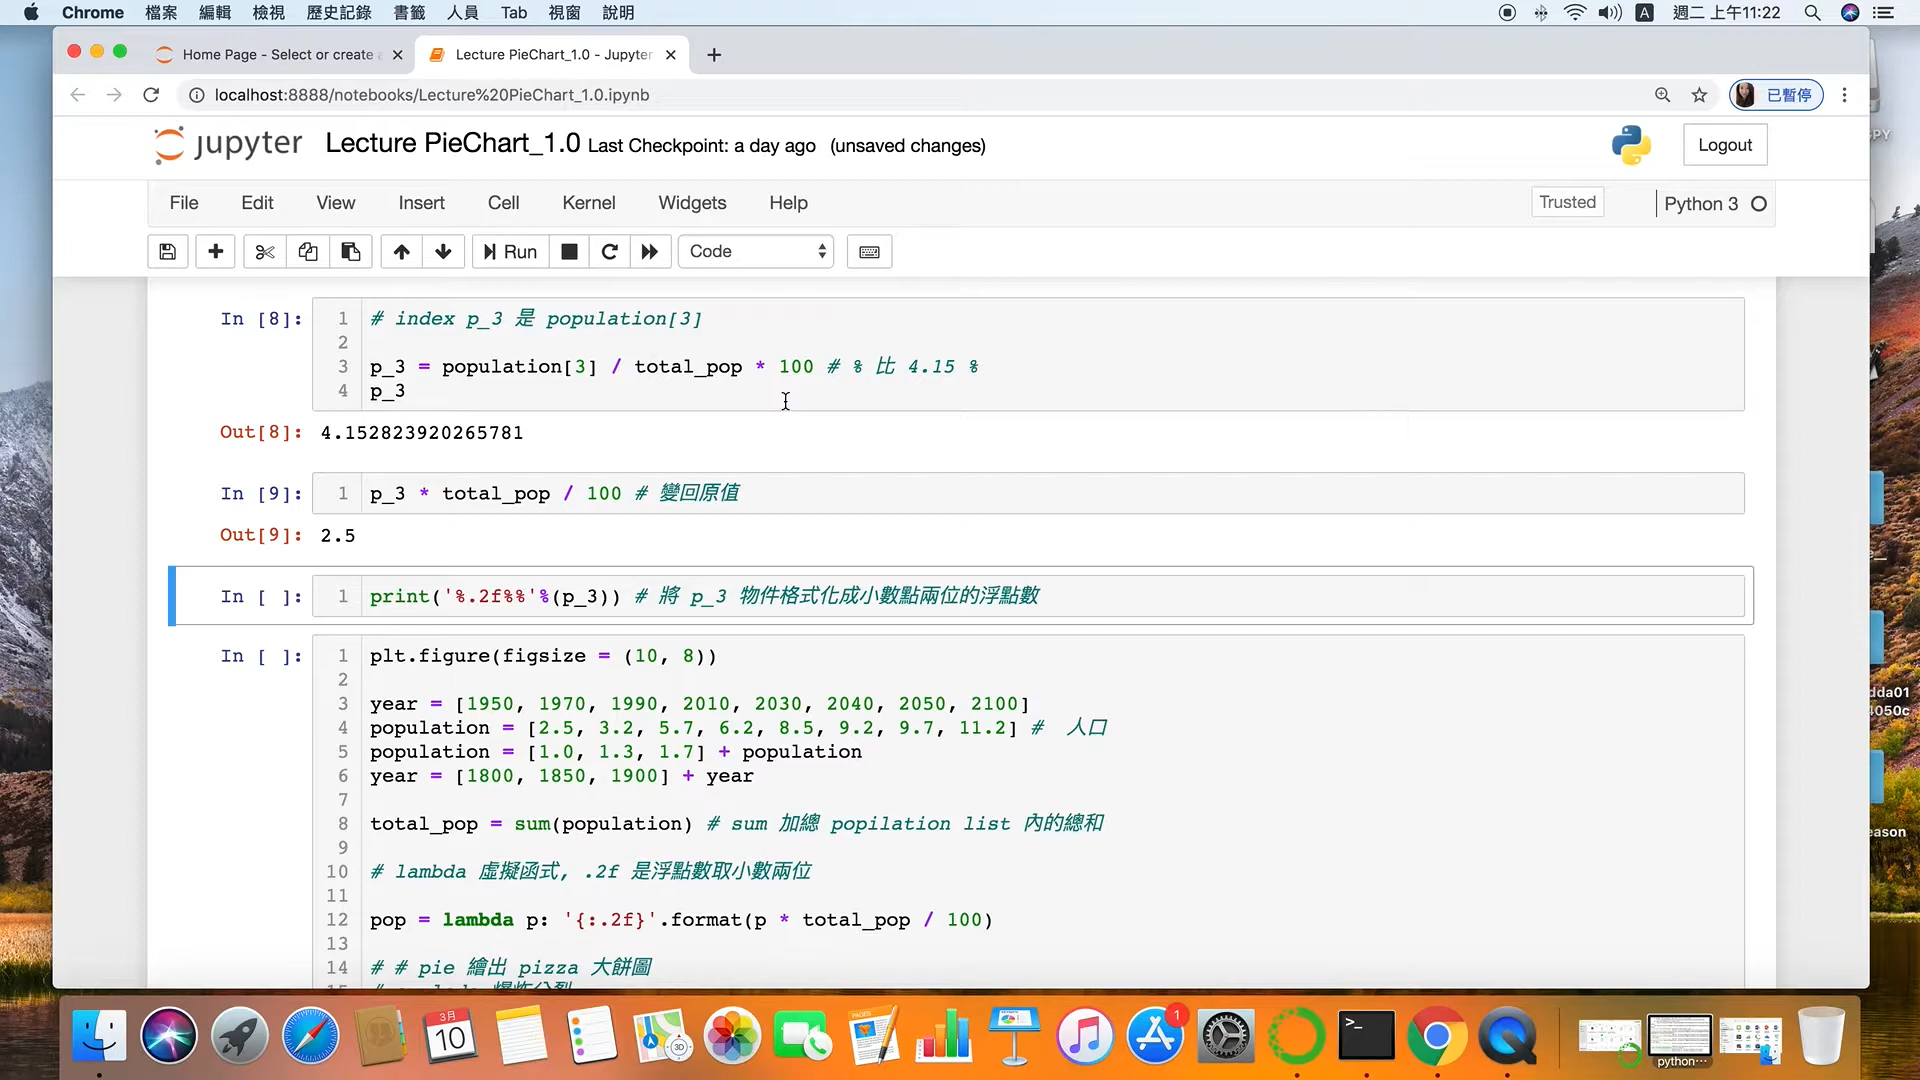 Chrome 檔案 編輯 檢視 歷史記錄 書籤 人員 Tab 視窗 說明 A 週二 上午11:22
Home Page - Select or create a
Lecture PieChart_1.0 - Jupyter
localhost:8888/notebooks/Lecture%20PieChart_1.0.ipynb 已暫停
jupyter Lecture PieChart_1.0 Last Checkpoint: a day ago (unsaved changes) Logout
File Edit View Insert Cell Kernel Widgets Help Trusted Python 3
Run Code
In [8]: 1 # index p_3 是 population[3]
2
3 p_3 = population[3] / total_pop * 100 # % 比 4.15 %
4 p_3
Out[8]: 4.152823920265781
In [9]: 1 p_3 * total_pop / 100 # 變回原值
Out[9]: 2.5
In [ ]: 1 print('%.2f%%'%(p_3)) # 將 p_3 物件格式化成小數點兩位的浮點數
In [ ]: 1 plt.figure(figsize = (10, 8))
2
3 year = [1950, 1970, 1990, 2010, 2030, 2040, 2050, 2100]
4 population = [2.5, 3.2, 5.7, 6.2, 8.5, 9.2, 9.7, 11.2] # 人口
5 population = [1.0, 1.3, 1.7] + population
6 year = [1800, 1850, 1900] + year
7
8 total_pop = sum(population) # sum 加總 popilation list 內的總和
9
10 # lambda 虛擬函式, .2f 是浮點數取小數兩位
11
12 pop = lambda p: '{:.2f}'.format(p * total_pop / 100)
13
14 # # pie 繪出 pizza 大餅圖
PY
dda01
4050c
eason
3月
10
PAGES
3D
1
python…